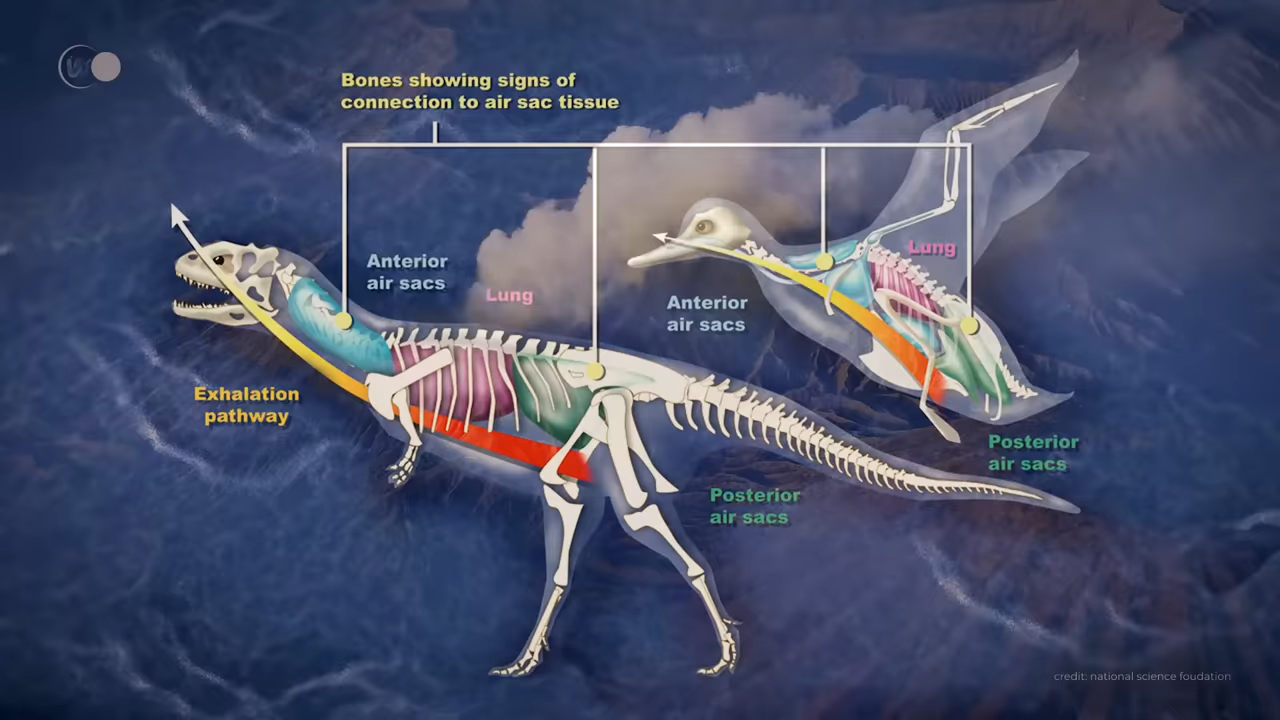 Bones showing signs of
connection to air sac tissue
Anterior
air sacs
Lung
Exhalation
pathway
Posterior
air sacs
Anterior
air sacs
Lung
Posterior
air sacs
credit: national science foudation